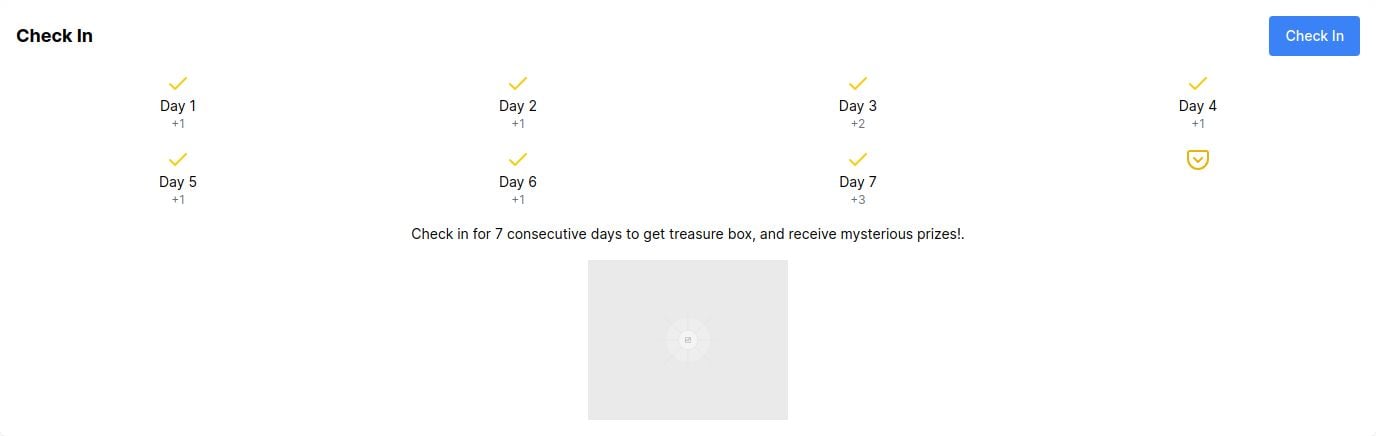 Check In
Check In
Day 1
+1
Day 2
+1
Day 3
+2
Day 4
+1
Day 5
+1
Day 6
+1
Day 7
+3
Check in for 7 consecutive days to get treasure box, and receive mysterious prizes!.